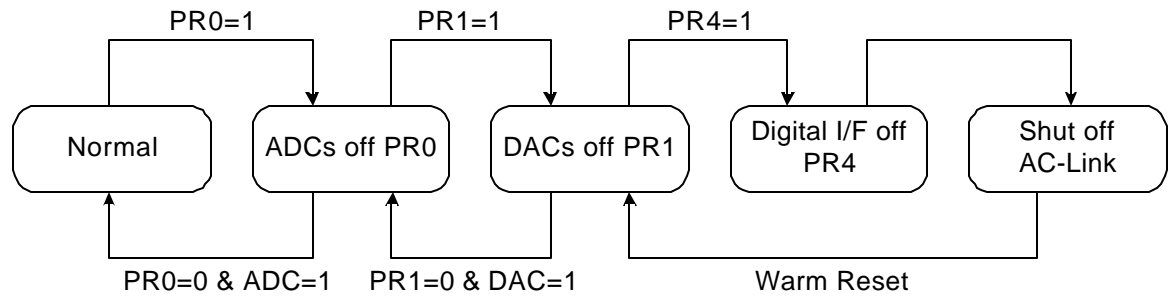 PR0=1
PR1=1
PR4=1
Normal
ADCs off PR0
DACs off PR1
Digital I/F off
PR4
Shut off
AC-Link
PR0=0 & ADC=1
PR1=0 & DAC=1
Warm Reset